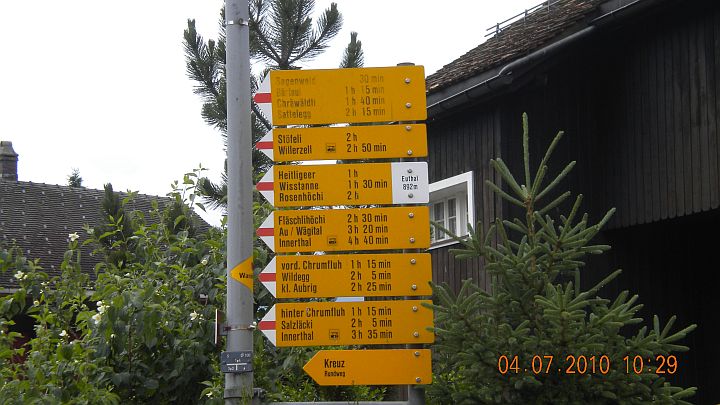 Sagenwald 30 min
Bärlaui 1 h 15 min
Chräwäldli 1 h 40 min
Sattelegg 2 h 15 min
Stöfeli 2 h
Willerzell 2 h 50 min
Heitligeer 1 h
Wisstanne 1 h 30 min
Rosenhöchi 2 h
Euthal
892m
Fläschlihöchi 2 h 30 min
Au / Wägital 3 h 20 min
Innerthal 4 h 40 min
vord. Chrumfluh 1 h 15 min
Wildegg 2 h 5 min
kl. Aubrig 2 h 25 min
hinter Chrumfluh 1 h 15 min
Salzläcki 2 h 5 min
Innerthal 3 h 35 min
Kreuz
Rundweg
04.07.2010 10:29